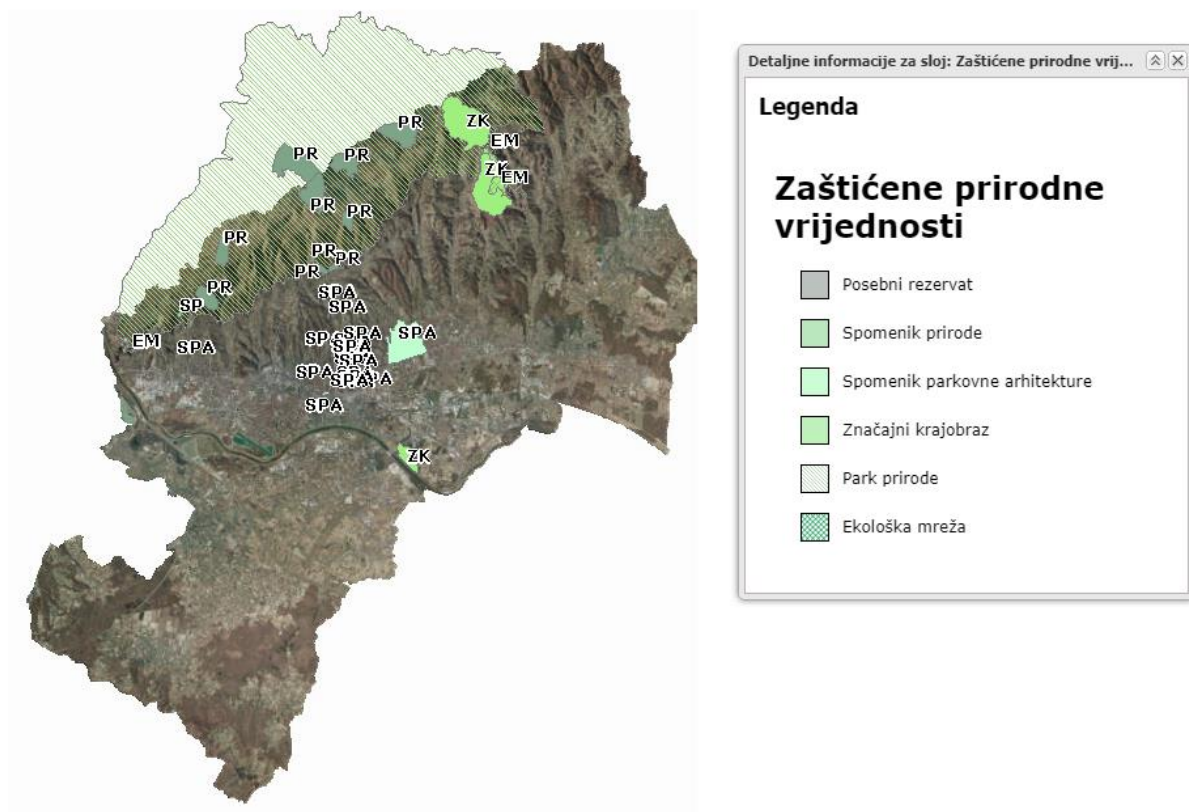 PR
ZK
EM
PR
PR
ZK
EM
PR
PR
PR
PR
PR
PR
PR
SP
SPA
SPA
EM
SPA
SPA
SPA
SPA
SPA
SPA
SPA
SPA
SPA
ZK
Detaljne informacije za sloj: Zaštićene prirodne vrij...
Legenda
Zaštićene prirodne
vrijednosti
Posebni rezervat
Spomenik prirode
Spomenik parkovne arhitekture
Značajni krajobraz
Park prirode
Ekološka mreža